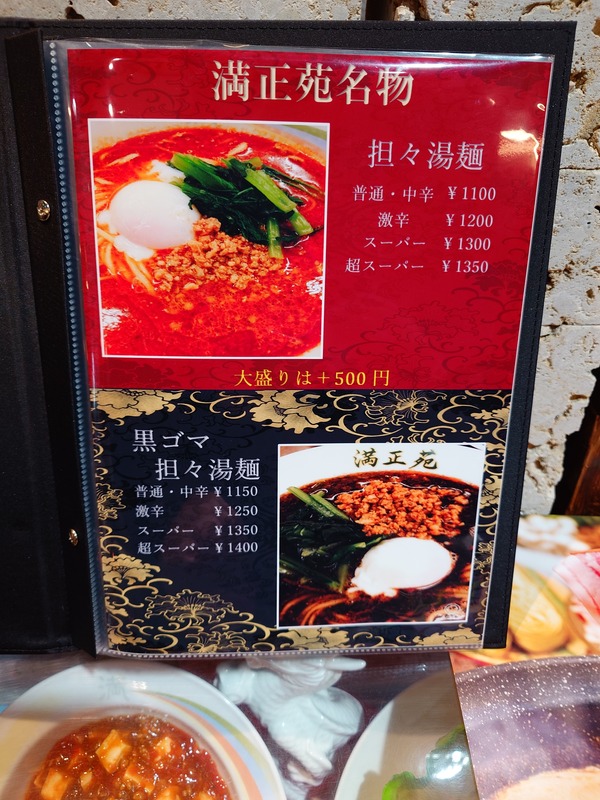 満正苑名物
担々湯麺
普通・中辛 ￥1100
激辛 ￥1200
スーパー ￥1300
超スーパー ￥1350
大盛りは＋500 円
黒ゴマ
担々湯麺
普通・中辛 ￥1150
激辛 ￥1250
スーパー ￥1350
超スーパー ￥1400
満正苑